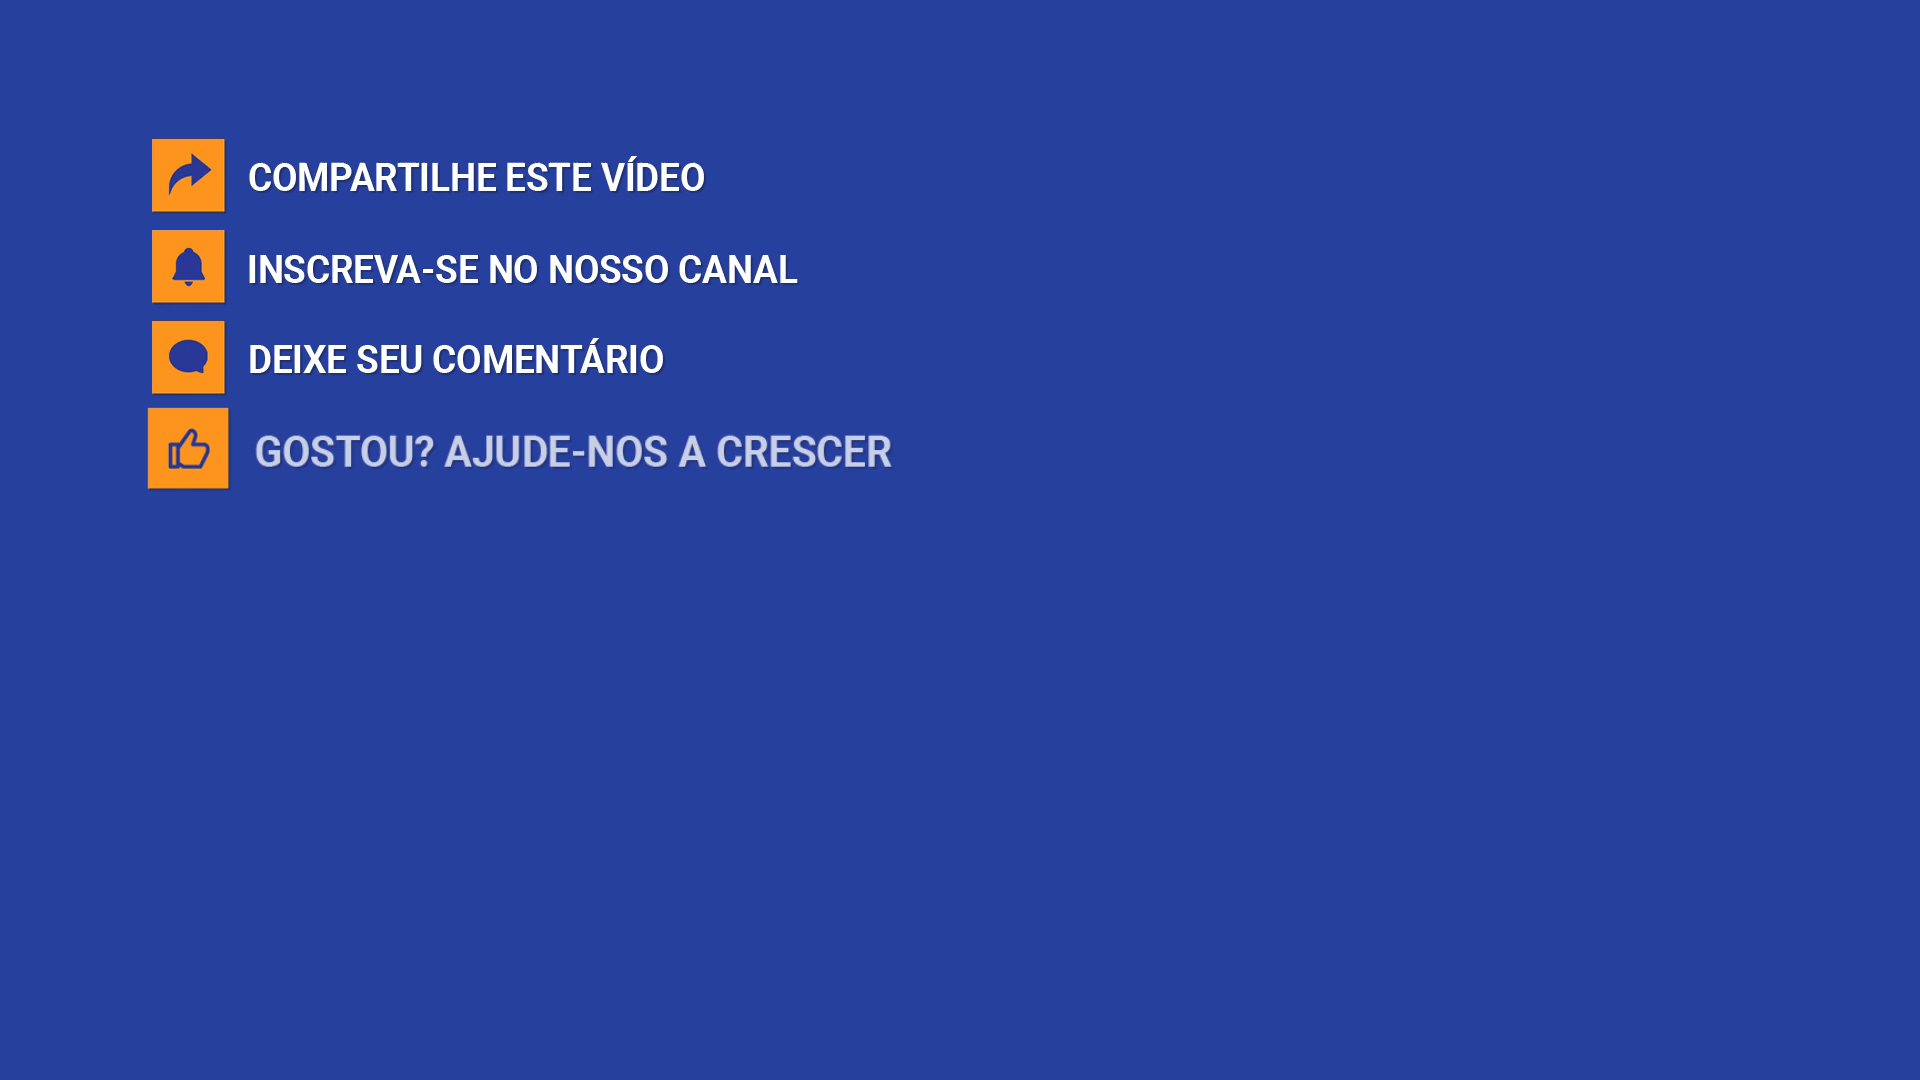 COMPARTILHE ESTE VÍDEO
INSCREVA-SE NO NOSSO CANAL
DEIXE SEU COMENTÁRIO
GOSTOU? AJUDE-NOS A CRESCER